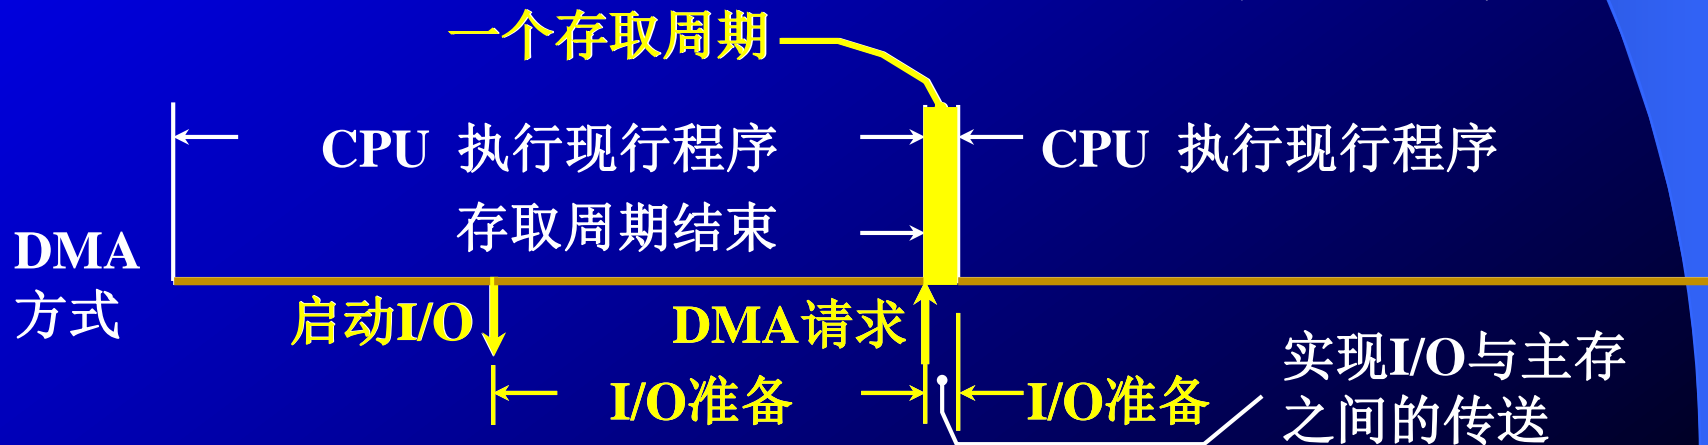 一个存取周期
CPU 执行现行程序
CPU 执行现行程序
存取周期结束
DMA
方式
启动I/O
DMA请求
I/O准备
I/O准备
实现I/O与主存
之间的传送